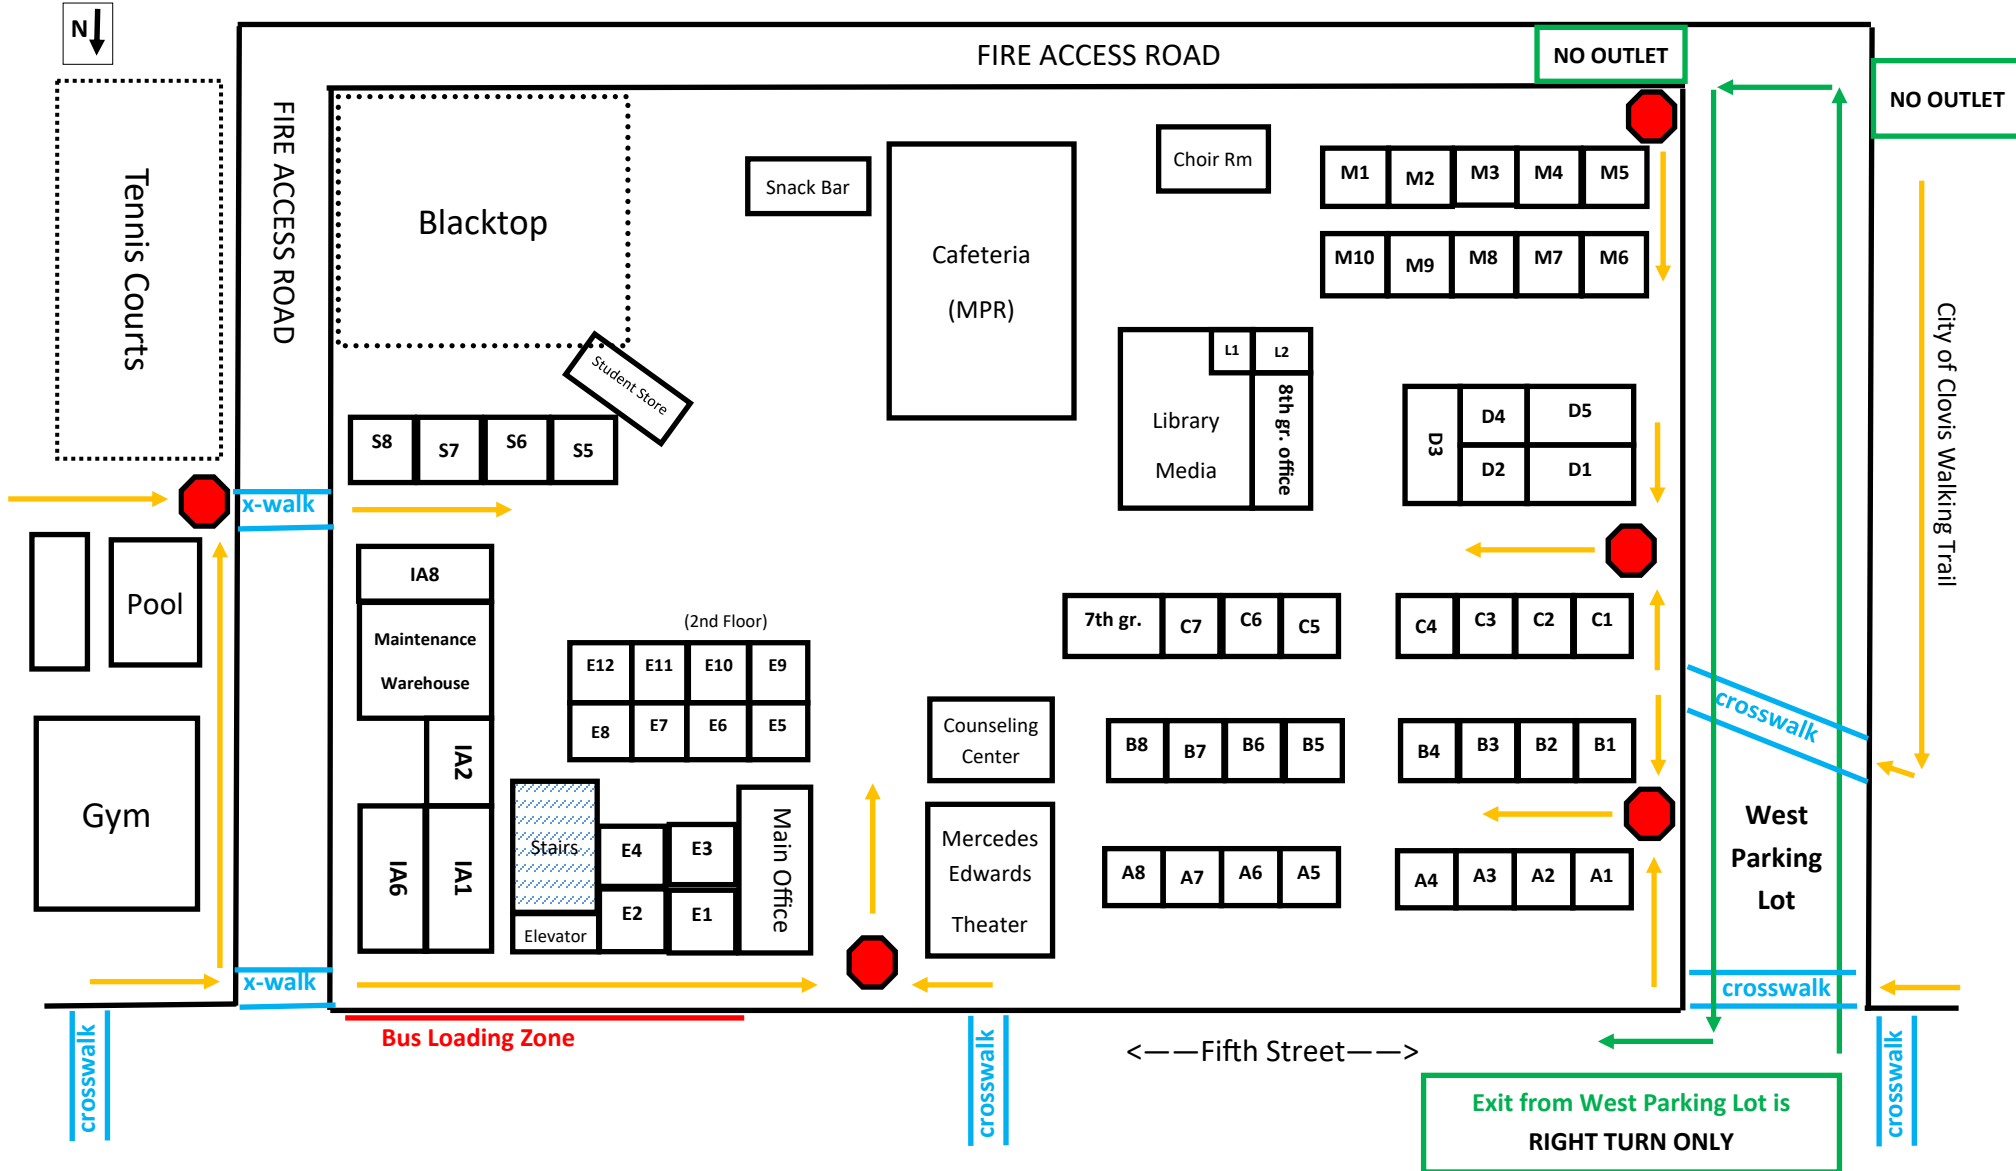 N
FIRE ACCESS ROAD
NO OUTLET
NO OUTLET
Tennis Courts
FIRE ACCESS ROAD
Blacktop
Snack Bar
Cafeteria
(MPR)
Choir Rm
M1 M2 M3 M4 M5
M10 M9 M8 M7 M6
Student Store
L1 L2
Library
Media
8th gr. office
D3 D4 D5
D2 D1
City of Clovis Walking Trail
S8 S7 S6 S5
x-walk
Pool
IA8
Maintenance
Warehouse
IA2
IA6 IA1
(2nd Floor)
E12 E11 E10 E9
E8 E7 E6 E5
7th gr. C7 C6 C5
C4 C3 C2 C1
Counseling
Center
B8 B7 B6 B5
B4 B3 B2 B1
crosswalk
Gym
Stairs
E4 E3
Elevator
E2 E1
Main Office
Mercedes
Edwards
Theater
A8 A7 A6 A5
A4 A3 A2 A1
West
Parking
Lot
x-walk
crosswalk
Bus Loading Zone
crosswalk
crosswalk
<——Fifth Street——>
crosswalk
Exit from West Parking Lot is
RIGHT TURN ONLY